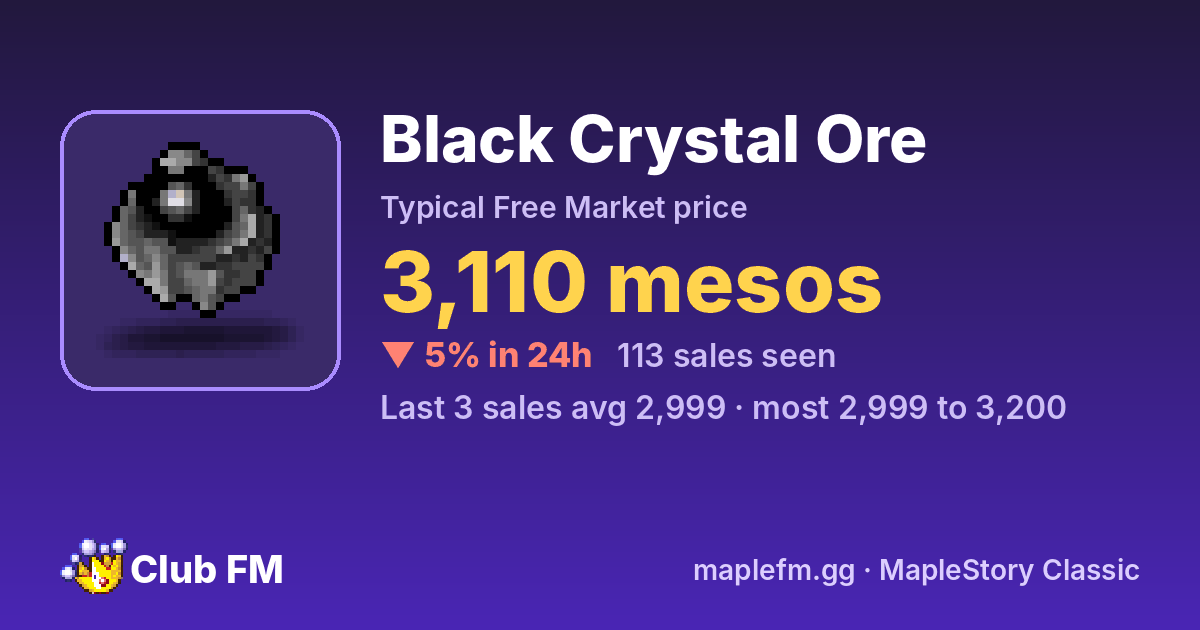 Black Crystal Ore
Typical Free Market price
3,110 mesos
▼ 5% in 24h 113 sales seen
Last 3 sales avg 2,999 · most 2,999 to 3,200
Club FM
maplefm.gg · MapleStory Classic